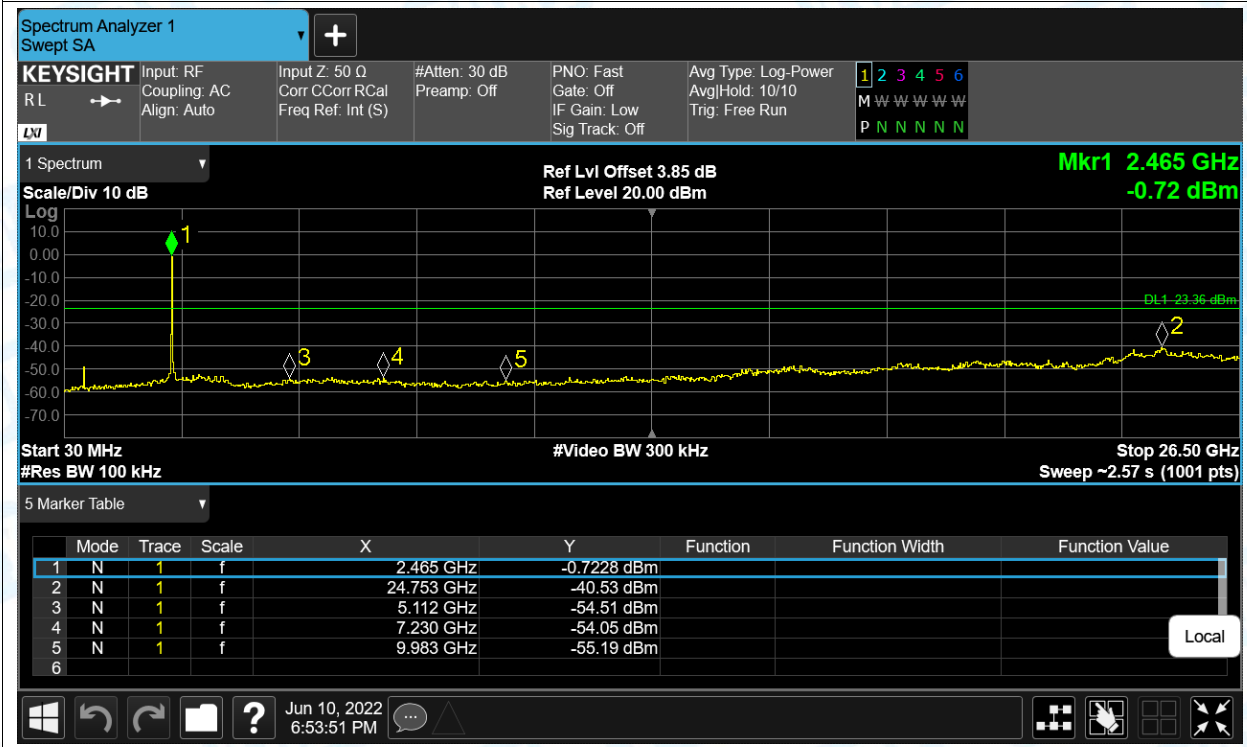 Spectrum Analyzer 1
Swept SA
KEYSIGHT
R L
LXI
Input: RF
Coupling: AC
Align: Auto
Input Z: 50 Ω
Corr CCorr RCal
Freq Ref: Int (S)
#Atten: 30 dB
Preamp: Off
PNO: Fast
Gate: Off
IF Gain: Low
Sig Track: Off
Avg Type: Log-Power
Avg|Hold: 10/10
Trig: Free Run
1 2 3 4 5 6
M W W W W W
P N N N N N
1 Spectrum
Scale/Div 10 dB
Ref Lvl Offset 3.85 dB
Ref Level 20.00 dBm
Mkr1 2.465 GHz
-0.72 dBm
Log
10.0
0.00
-10.0
-20.0
-30.0
-40.0
-50.0
-60.0
-70.0
1
DL1 -23.36 dBm
2
3
4
5
Start 30 MHz
#Res BW 100 kHz
#Video BW 300 kHz
Stop 26.50 GHz
Sweep ~2.57 s (1001 pts)
5 Marker Table
Mode Trace Scale X Y Function Function Width Function Value
1 N 1 f 2.465 GHz -0.7228 dBm
2 N 1 f 24.753 GHz -40.53 dBm
3 N 1 f 5.112 GHz -54.51 dBm
4 N 1 f 7.230 GHz -54.05 dBm
5 N 1 f 9.983 GHz -55.19 dBm
6
Local
?
Jun 10, 2022
6:53:51 PM